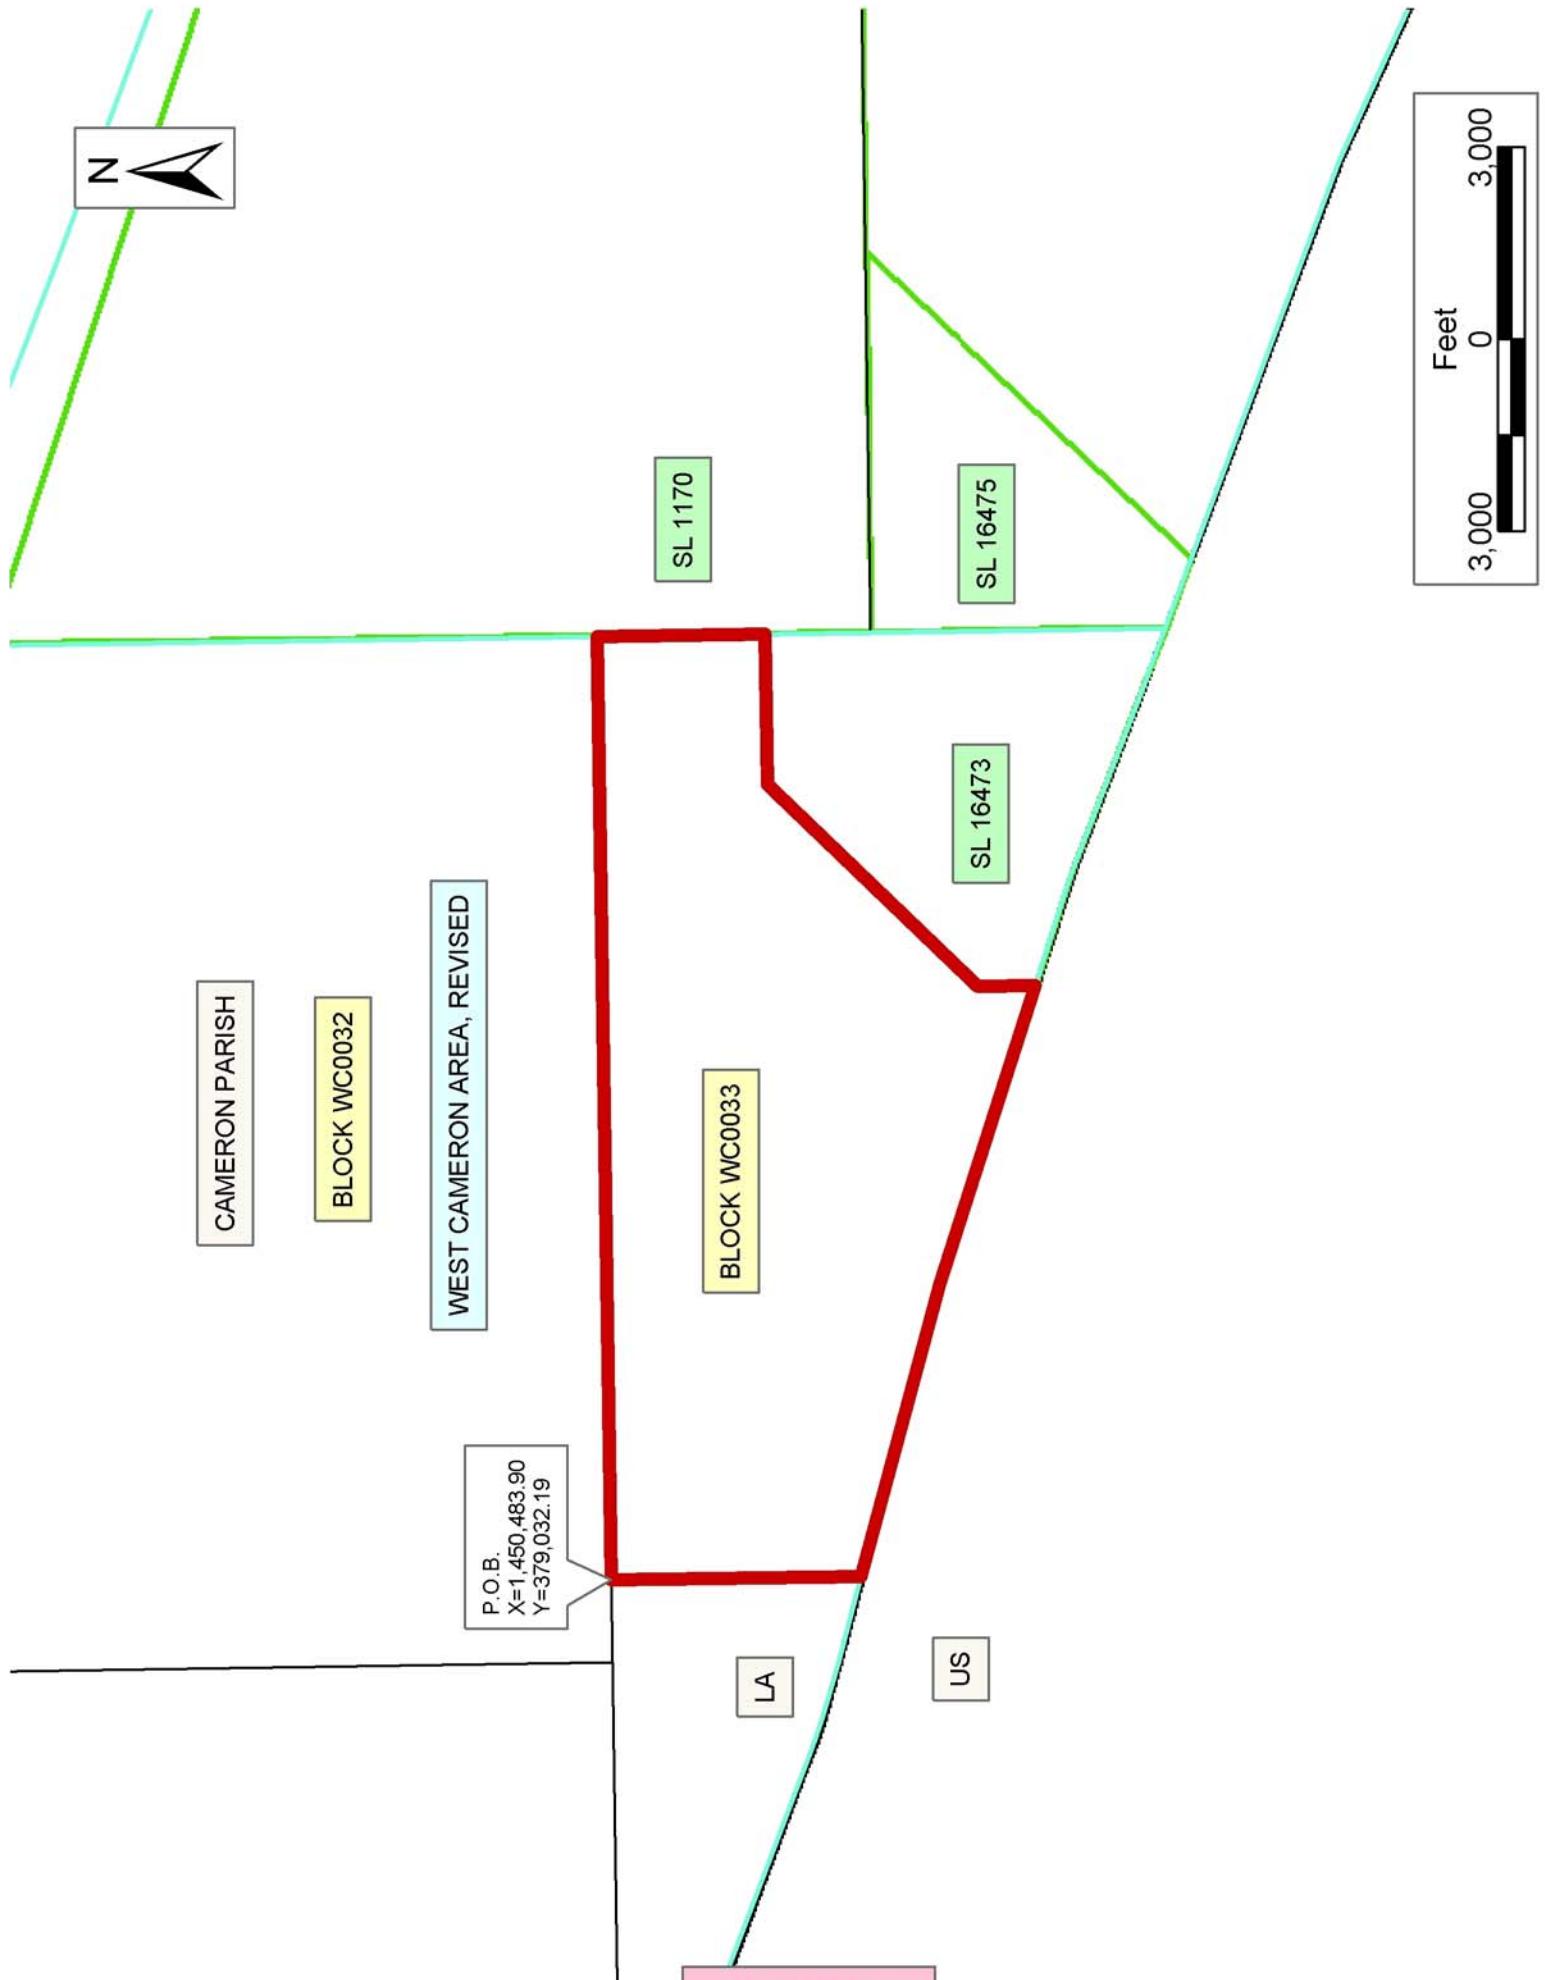 N
CAMERON PARISH
BLOCK WC0032
WEST CAMERON AREA, REVISED
P.O.B.
X=1,450,483.90
Y=379,032.19
SL 1170
BLOCK WC0033
LA
SL 16473
SL 16475
US
Feet
3,000 0 3,000